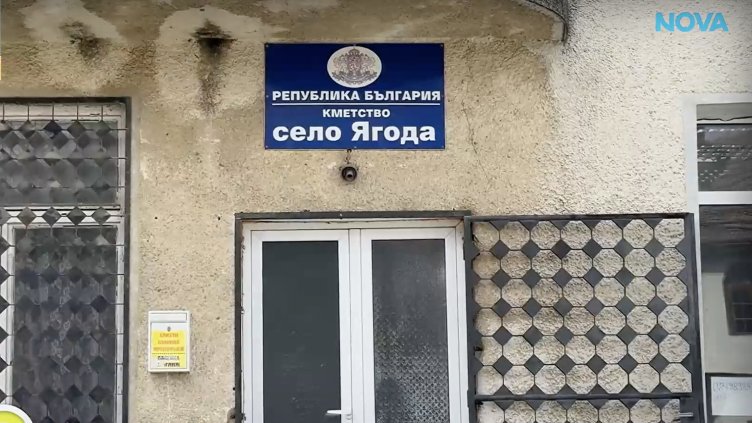 NOVA
РЕПУБЛИКА БЪЛГАРИЯ
КМЕТСТВО
село Ягода